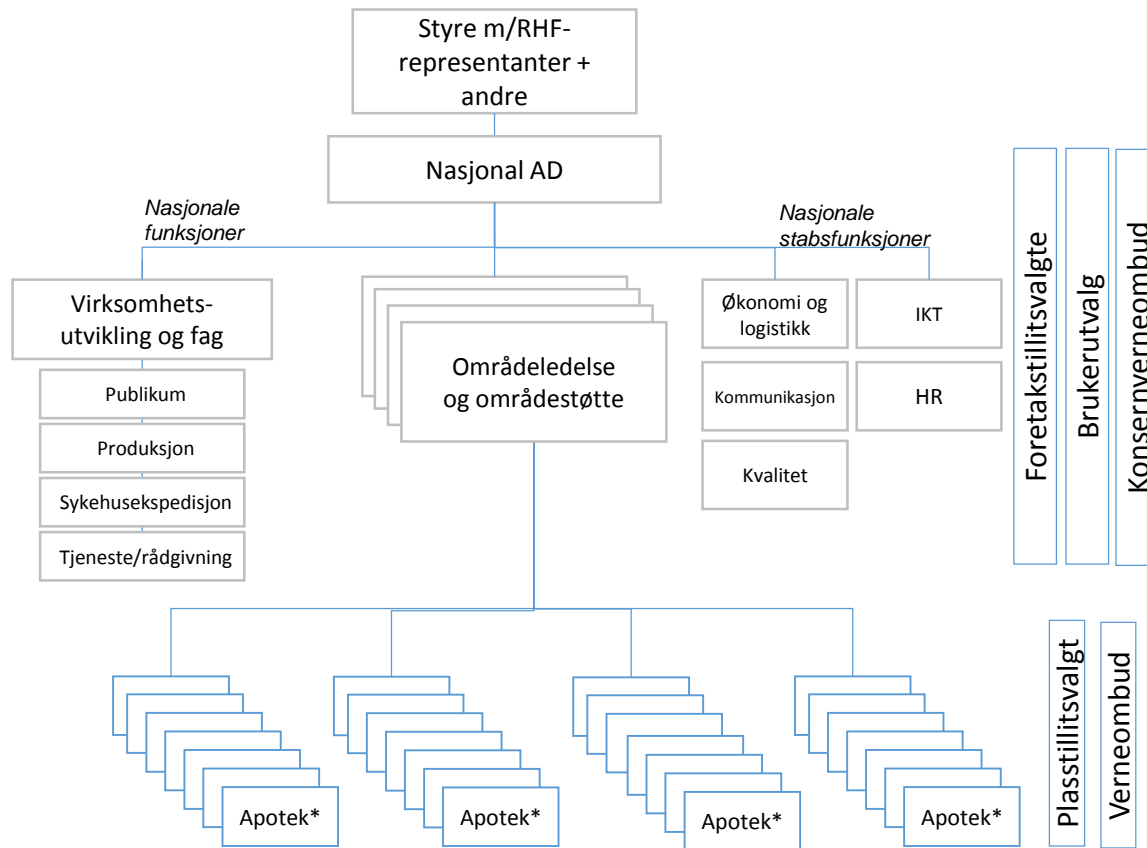 Styre m/RHF-
representanter +
andre
Nasjonal AD
Nasjonale
funksjoner
Nasjonale
stabsfunksjoner
Virksomhets-
utvikling og fag
Publikum
Produksjon
Sykehusekspedisjon
Tjeneste/rådgivning
Områdeledelse
og områdestøtte
Økonomi og
logistikk
IKT
Kommunikasjon
HR
Kvalitet
Foretakstillitsvalgte
Brukerutvalg
Konsernverneombud
Apotek*
Apotek*
Apotek*
Apotek*
Plasstillitsvalgt
Verneombud